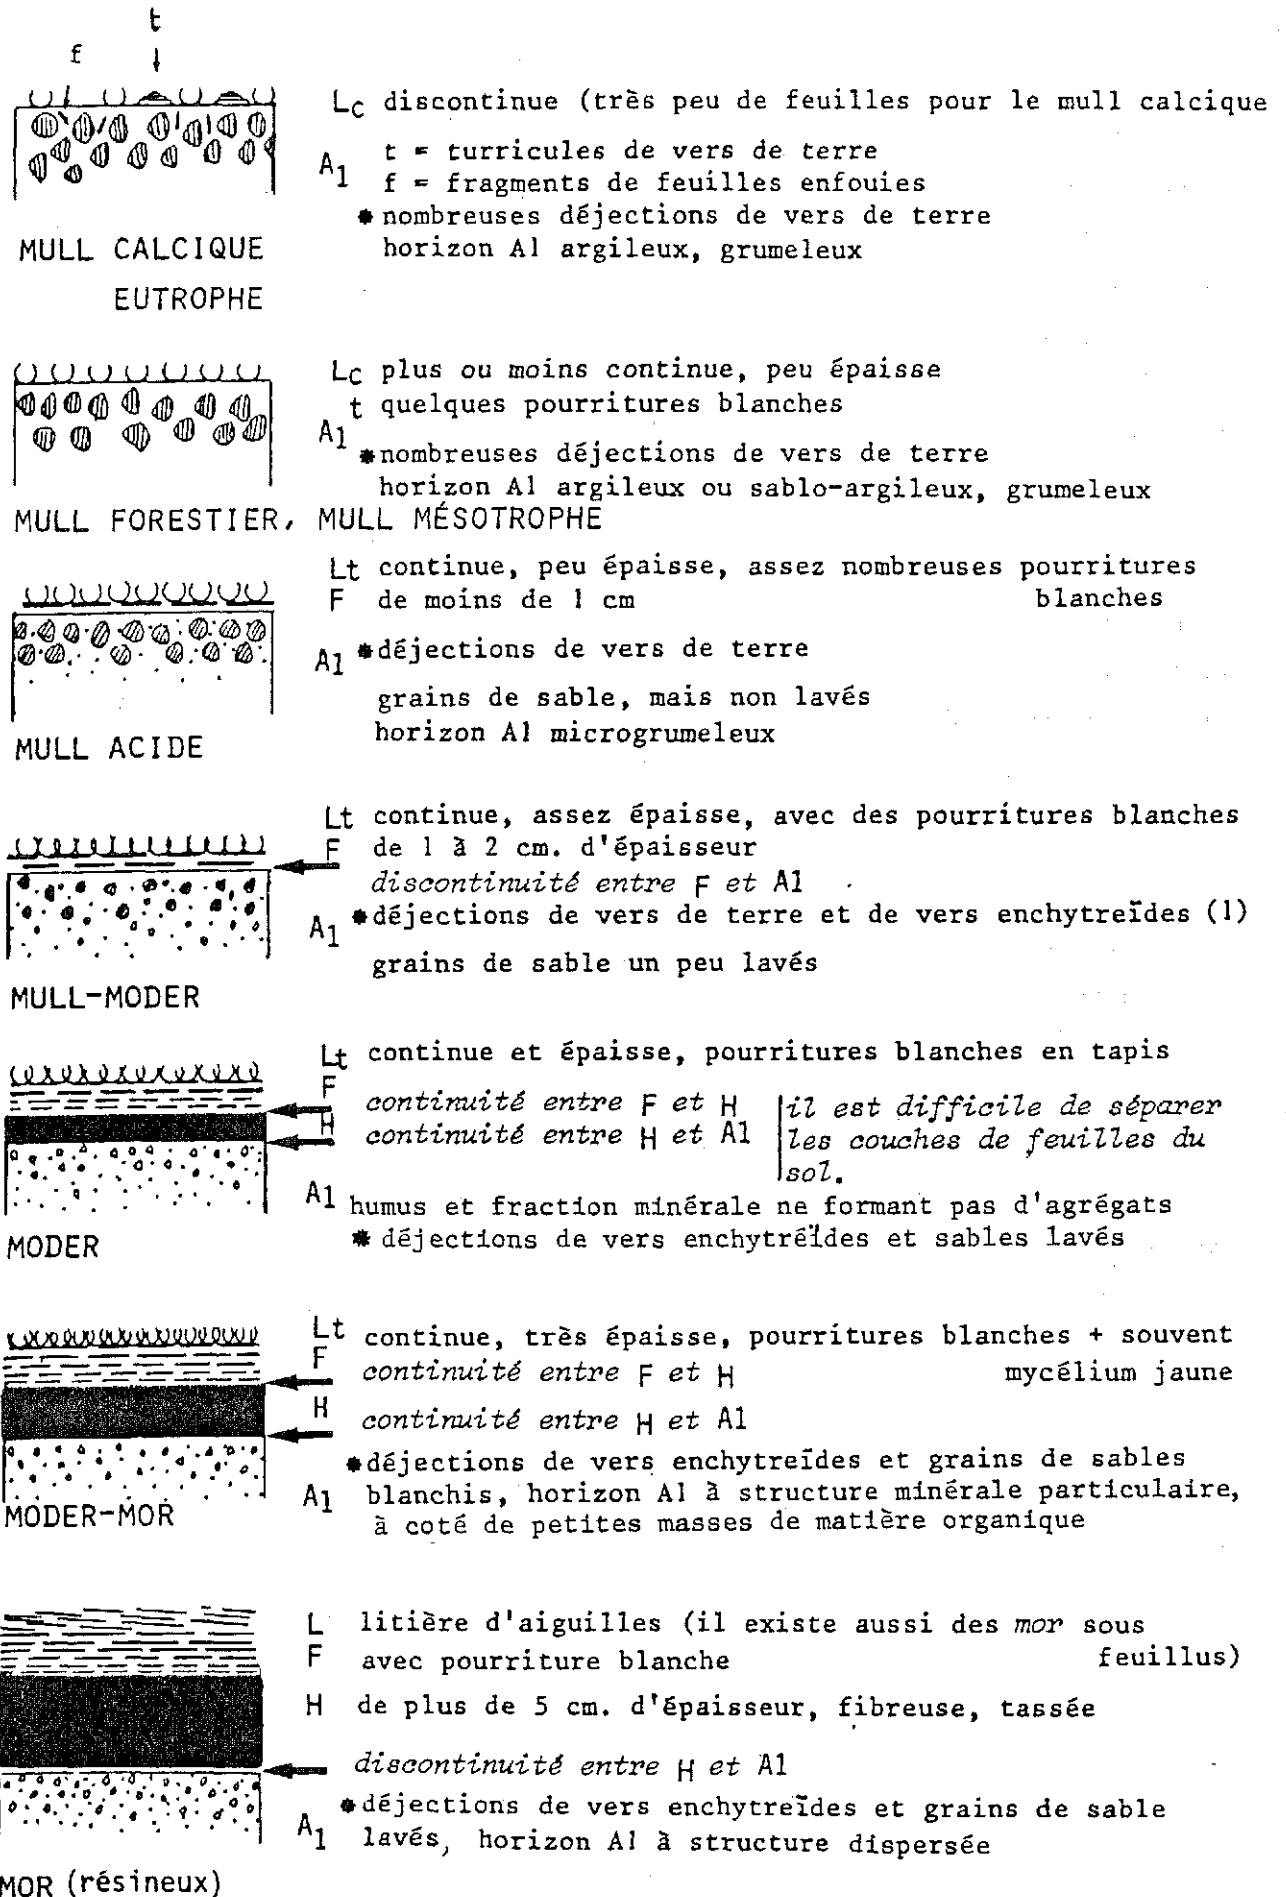 t
f
Lc discontinue (très peu de feuilles pour le mull calcique
A1 t = turricules de vers de terre
f = fragments de feuilles enfouies
* nombreuses déjections de vers de terre
horizon A1 argileux, grumeleux
MULL CALCIQUE
EUTROPHE
Lc plus ou moins continue, peu épaisse
t quelques pourritures blanches
A1
* nombreuses déjections de vers de terre
horizon A1 argileux ou sablo-argileux, grumeleux
MULL FORESTIER, MULL MÉSOTROPHE
Lt continue, peu épaisse, assez nombreuses pourritures
F de moins de 1 cm blanches
A1 * déjections de vers de terre
grains de sable, mais non lavés
horizon A1 microgrumeleux
MULL ACIDE
Lt continue, assez épaisse, avec des pourritures blanches
F de 1 à 2 cm. d'épaisseur
discontinuité entre F et A1
A1 * déjections de vers de terre et de vers enchytreïdes (1)
grains de sable un peu lavés
MULL-MODER
Lt continue et épaisse, pourritures blanches en tapis
F continuité entre F et H il est difficile de séparer
H continuité entre H et A1 les couches de feuilles du
sol.
A1 humus et fraction minérale ne formant pas d'agrégats
* déjections de vers enchytréïdes et sables lavés
MODER
Lt continue, très épaisse, pourritures blanches + souvent
F continuité entre F et H mycélium jaune
H continuité entre H et A1
* déjections de vers enchytreïdes et grains de sables
A1 blanchis, horizon A1 à structure minérale particulaire,
à coté de petites masses de matière organique
MODER-MOR
L litière d'aiguilles (il existe aussi des mor sous
F avec pourriture blanche feuillus)
H de plus de 5 cm. d'épaisseur, fibreuse, tassée
discontinuité entre H et A1
* déjections de vers enchytreïdes et grains de sable
A1 lavés, horizon A1 à structure dispersée
MOR (résineux)